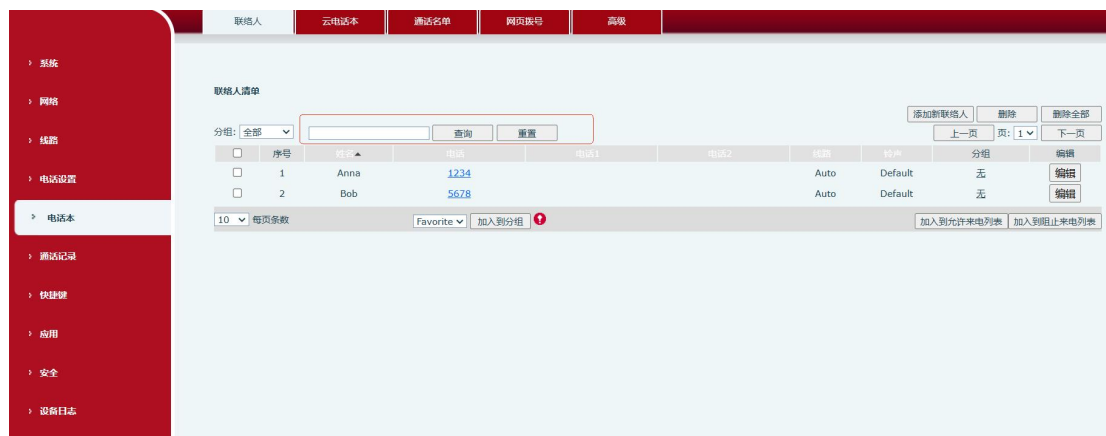 联络人 云电话本 通话名单 网页拨号 高级
系统
网络
线路
电话设置
电话本
通话记录
快捷键
应用
安全
设备日志
联络人清单
添加新联络人 删除 删除全部
分组: 全部 查询 重置 上一页 页: 1 下一页
序号 姓名 电话 电话1 电话2 线路 铃声 分组 编辑
1 Anna 1234 Auto Default 无 编辑
2 Bob 5678 Auto Default 无 编辑
10 每页条数 Favorite 加入到分组 加入到允许来电列表 加入到阻止来电列表